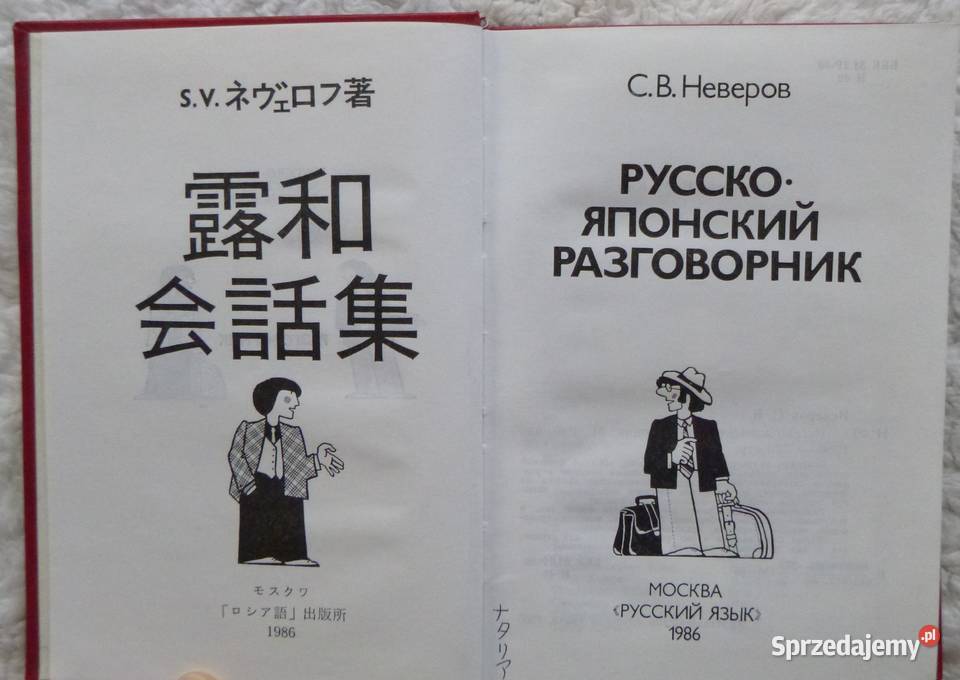 S.V.ネヴェロフ著
露和
会話集
モスクワ
「ロシア語」出版所
1986
С.В.Неверов
РУССКО-
ЯПОНСКИЙ
РАЗГОВОРНИК
МОСКВА
《РУССКИЙ ЯЗЫК》
1986
ナタリア
Sprzedajemy.pl